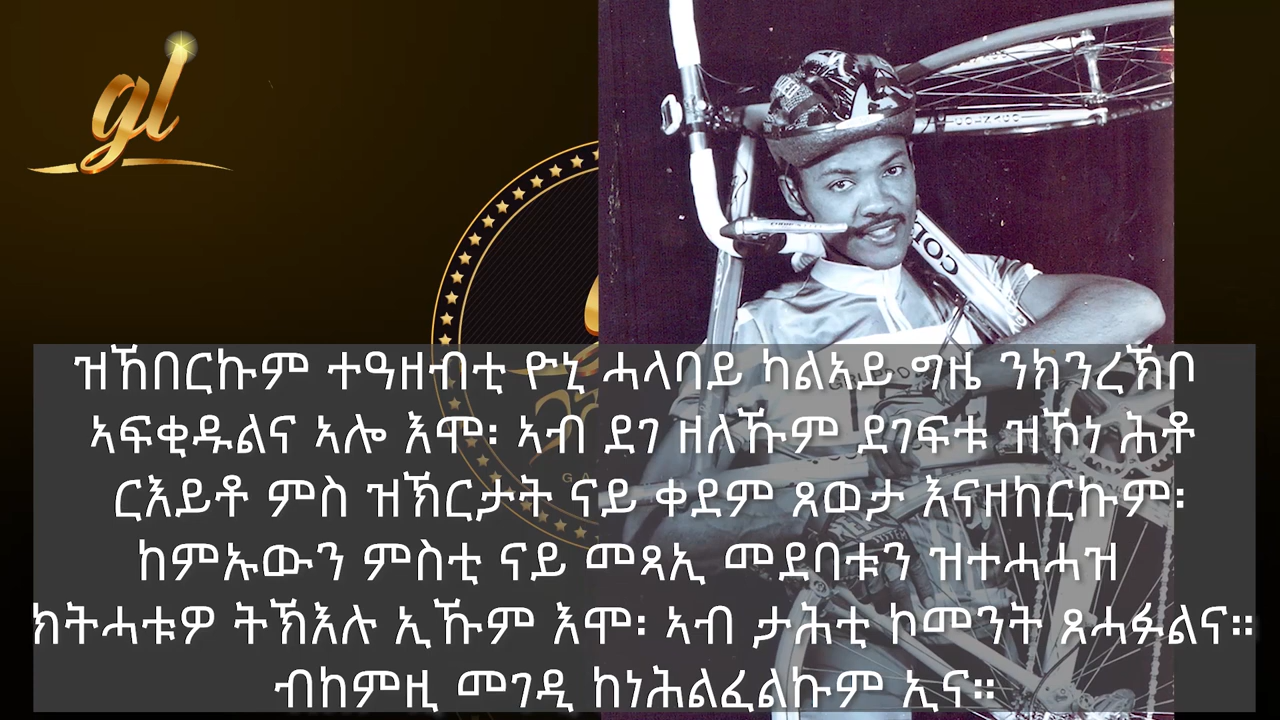 gl
ዝኸበርኩም ተዓዘብቲ ዮኒ ሓላባይ ካልኣይ ግዜ ንክንረኽቦ
ኣፍቂዱልና ኣሎ እሞ፡ ኣብ ደገ ዘለኹም ደገፍቱ ዝኾነ ሕቶ
ርእይቶ ምስ ዝኽርታት ናይ ቀደም ጸወታ እናዘከርኩም፡
ከምኡውን ምስቲ ናይ መጻኢ መደባቱን ዝተሓሓዝ
ክትሓቱዎ ትኽእሉ ኢኹም እሞ፡ ኣብ ታሕቲ ኮመንት ጸሓፉልና።
ብከምዚ መገዲ ከነሕልፈልኩም ኢና።